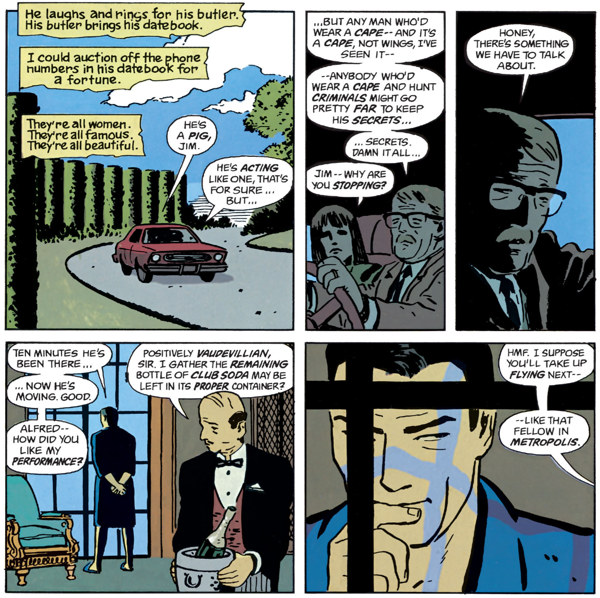 He laughs and rings for his butler.
His butler brings his datebook.
I could auction off the phone
numbers in his datebook for
a fortune.
They're all women.
They're all famous.
They're all beautiful.
HE'S
A PIG,
JIM.
HE'S ACTING
LIKE ONE, THAT'S
FOR SURE...
BUT...
...BUT ANY MAN WHO'D
WEAR A CAPE-- AND IT'S
A CAPE, NOT WINGS, I'VE
SEEN IT--
--ANYBODY WHO'D
WEAR A CAPE AND HUNT
CRIMINALS MIGHT GO
PRETTY FAR TO KEEP
HIS SECRETS...
...SECRETS.
DAMN IT ALL...
JIM-- WHY ARE
YOU STOPPING?
HONEY,
THERE'S SOMETHING
WE HAVE TO TALK
ABOUT.
TEN MINUTES HE'S
BEEN THERE...
...NOW HE'S
MOVING. GOOD.
ALFRED--
HOW DID YOU
LIKE MY
PERFORMANCE?
POSITIVELY VAUDEVILLIAN,
SIR. I GATHER THE REMAINING
BOTTLE OF CLUB SODA MAY BE
LEFT IN ITS PROPER CONTAINER?
HMF. I SUPPOSE
YOU'LL TAKE UP
FLYING NEXT--
--LIKE THAT
FELLOW IN
METROPOLIS.